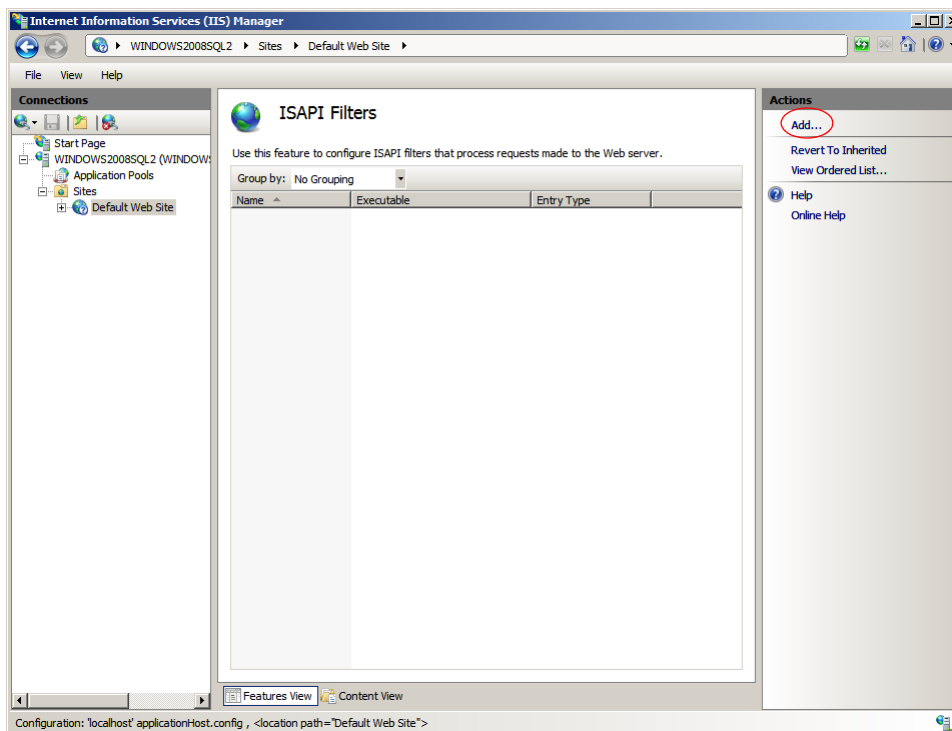 Internet Information Services (IIS) Manager
WINDOWS2008SQL2 Sites Default Web Site
File View Help
Connections
Start Page
WINDOWS2008SQL2 (WINDOWS
Application Pools
Sites
Default Web Site
ISAPI Filters
Use this feature to configure ISAPI filters that process requests made to the Web server.
Group by: No Grouping
Name Executable Entry Type
Features View Content View
Actions
Add...
Revert To Inherited
View Ordered List...
Help
Online Help
Configuration: 'localhost' applicationHost.config , <location path="Default Web Site">